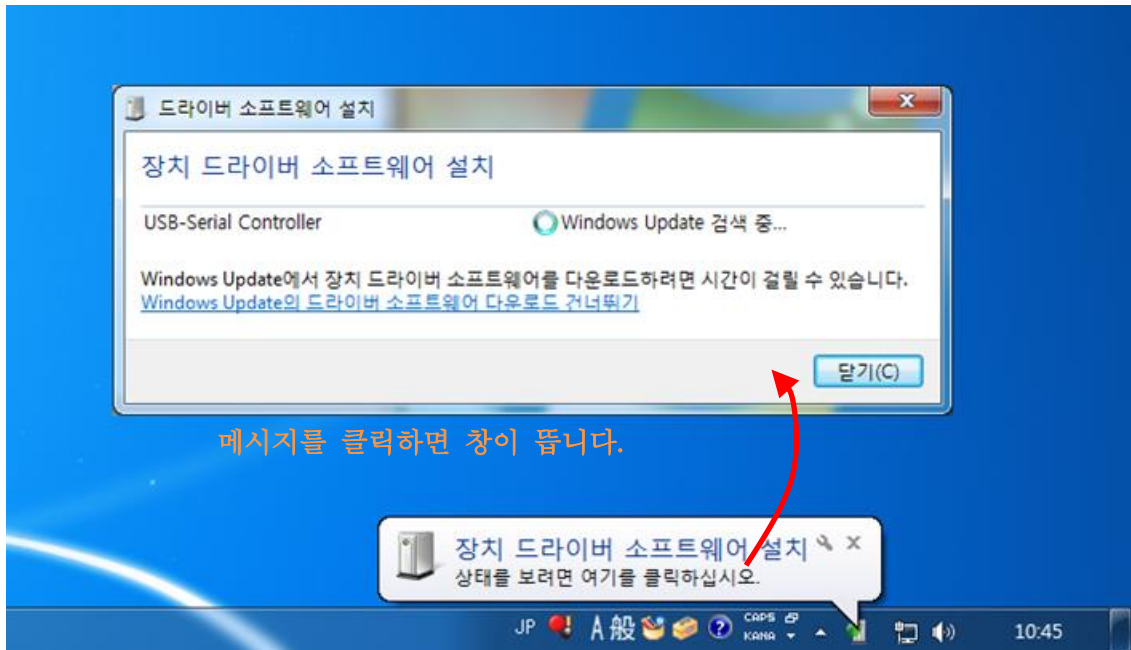 드라이버 소프트웨어 설치
장치 드라이버 소프트웨어 설치
USB-Serial Controller
Windows Update 검색 중...
Windows Update에서 장치 드라이버 소프트웨어를 다운로드하려면 시간이 걸릴 수 있습니다.
Windows Update의 드라이버 소프트웨어 다운로드 건너뛰기
닫기(C)
메시지를 클릭하면 창이 뜹니다.
장치 드라이버 소프트웨어 설치
상태를 보려면 여기를 클릭하십시오.
JP A 般 CAPS
KANA
10:45